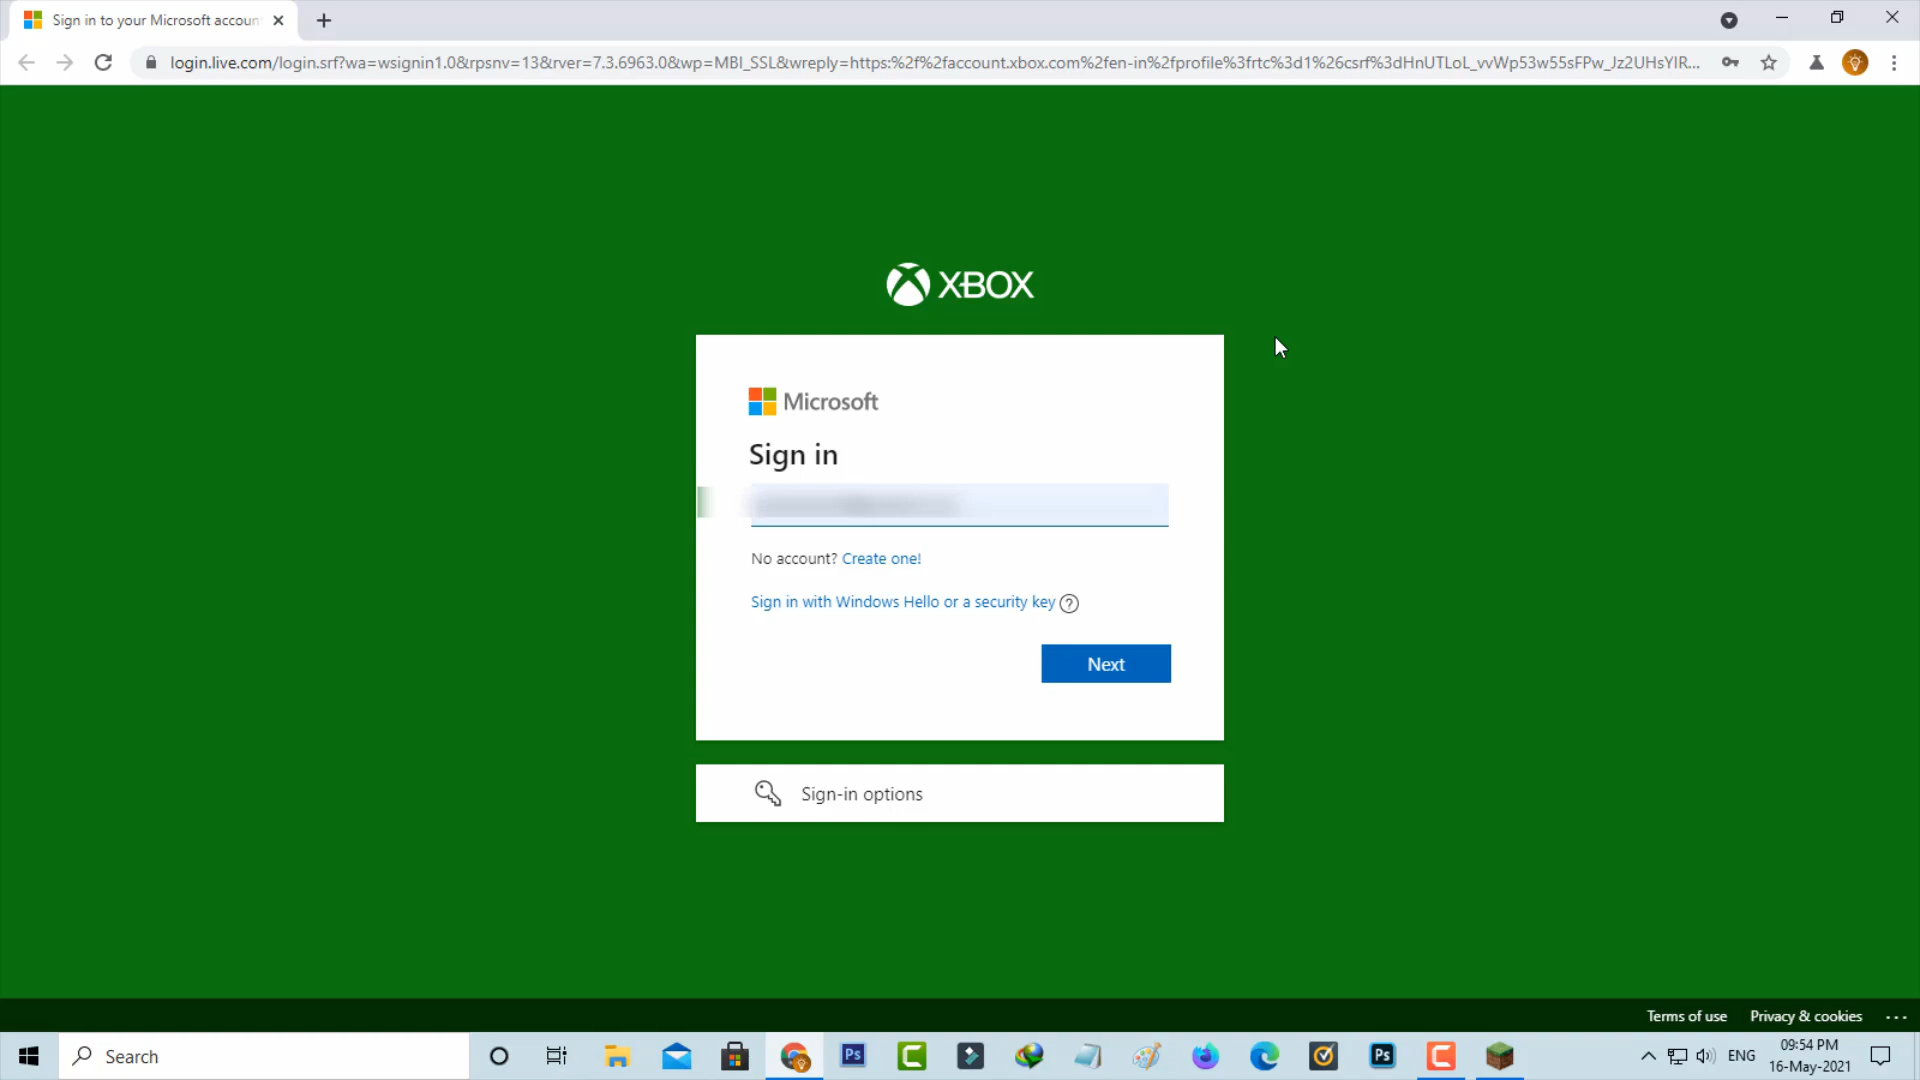 Sign in to your Microsoft accoun
login.live.com/login.srf?wa=wsignin1.0&rpsnv=13&rver=7.3.6963.0&wp=MBI_SSL&wreply=https:%2f%2faccount.xbox.com%2fen-in%2fprofile%3frtc%3d1%26csrf%3dHnUTLoL_vvWp53w55sFPw_Jz2UHsYIR...
XBOX
Microsoft
Sign in
No account? Create one!
Sign in with Windows Hello or a security key ?
Next
Sign-in options
Terms of use Privacy & cookies ...
Search
Ps
Ps
ENG
09:54 PM
16-May-2021